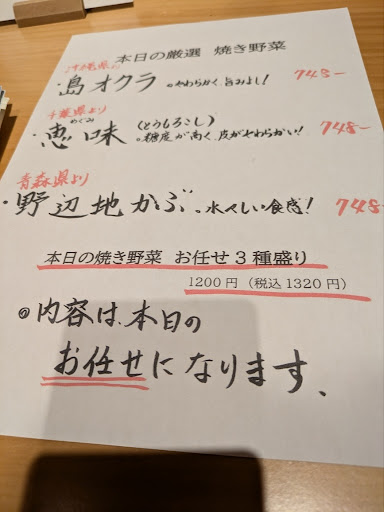 本日の厳選 焼き野菜
沖縄県より
・島オクラ 。やわらかく、旨みよし! 748-
千葉県より
めぐみ
・恵味(とうもろこし)。糖度が高く、皮がやわらかい! 748-
青森県より
・野辺地かぶ。水々しい食感! 748-
本日の焼き野菜 お任せ3種盛り
1200円(税込1320円)
◎内容は、本日の
お任せになります、